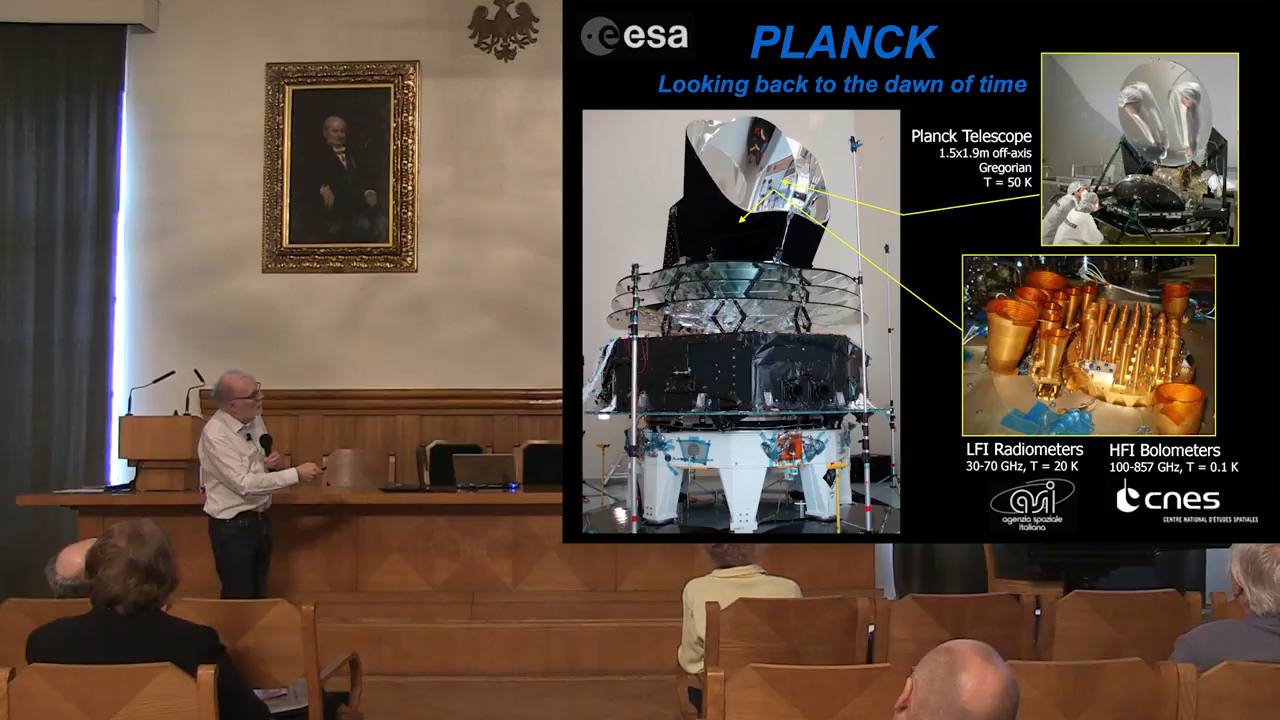 esa
PLANCK
Looking back to the dawn of time
Planck Telescope
1.5x1.9m off-axis
Gregorian
T = 50 K
LFI Radiometers
30-70 GHz, T = 20 K
HFI Bolometers
100-857 GHz, T = 0.1 K
asi
agenzia spaziale
italiana
cnes
CENTRE NATIONAL D'ÉTUDES SPATIALES